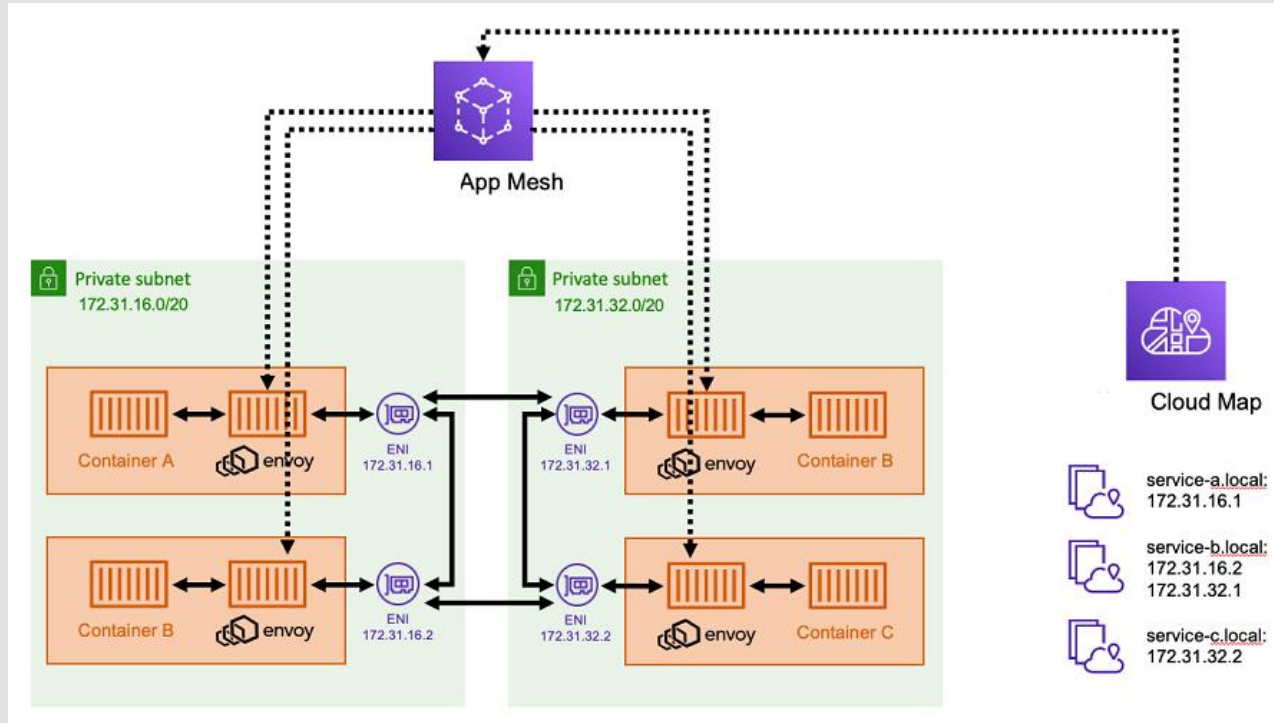 App Mesh
Private subnet
172.31.16.0/20
Private subnet
172.31.32.0/20
Cloud Map
Container A
envoy
ENI
172.31.16.1
ENI
172.31.32.1
envoy
Container B
service-a.local:
172.31.16.1
service-b.local:
172.31.16.2
172.31.32.1
Container B
envoy
ENI
172.31.16.2
ENI
172.31.32.2
envoy
Container C
service-c.local:
172.31.32.2